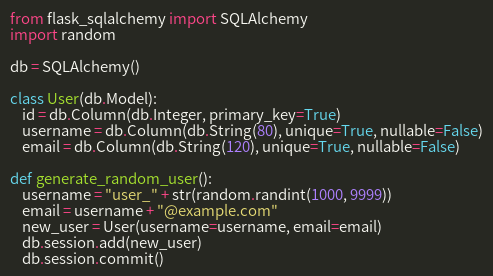 from flask_sqlalchemy import SQLAlchemy
import random

db = SQLAlchemy()

class User(db.Model):
    id = db.Column(db.Integer, primary_key=True)
    username = db.Column(db.String(80), unique=True, nullable=False)
    email = db.Column(db.String(120), unique=True, nullable=False)

def generate_random_user():
    username = "user_" + str(random.randint(1000, 9999))
    email = username + "@example.com"
    new_user = User(username=username, email=email)
    db.session.add(new_user)
    db.session.commit()